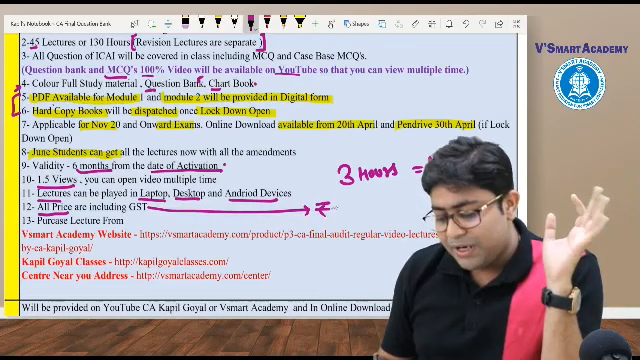 Kapil's Notebook » CA Final Question Bank
V'SMART ACADEMY
2-45 Lectures or 130 Hours (Revision Lectures are separate )
3- All Question of ICAI will be covered in class including MCQ and Case Base MCQ's.
(Question bank and MCQ's 100% Video will be available on YouTube so that you can view multiple time.)
4- Colour Full Study material , Question Bank, Chart Book
5- PDF Available for Module 1 and module 2 will be provided in Digital form
6- Hard Copy Books will be dispatched once Lock Down Open
7- Applicable for Nov 20 and Onward Exams. Online Download available from 20th April and Pendrive 30th April (if Lock
Down Open)
8- June Students can get all the lectures now with all the amendments
9- Validity - 6 months from the date of Activation.
3 Hours =
10- 1.5 Views , you can open video multiple time
11- Lectures can be played in Laptop, Desktop and Andriod Devices
12- All Price are including GST ₹
13- Purcase Lecture From
Vsmart Academy Website - https://vsmartacademy.com/product/p3-ca-final-audit-regular-video-lectures
by-ca-kapil-goyal/
Kapil Goyal Classes - http://kapilgoyalclasses.com/
Centre Near you Address - http://vsmartacademy.com/center/
Will be provided on YouTube CA Kapil Goyal or Vsmart Academy and In Online Download